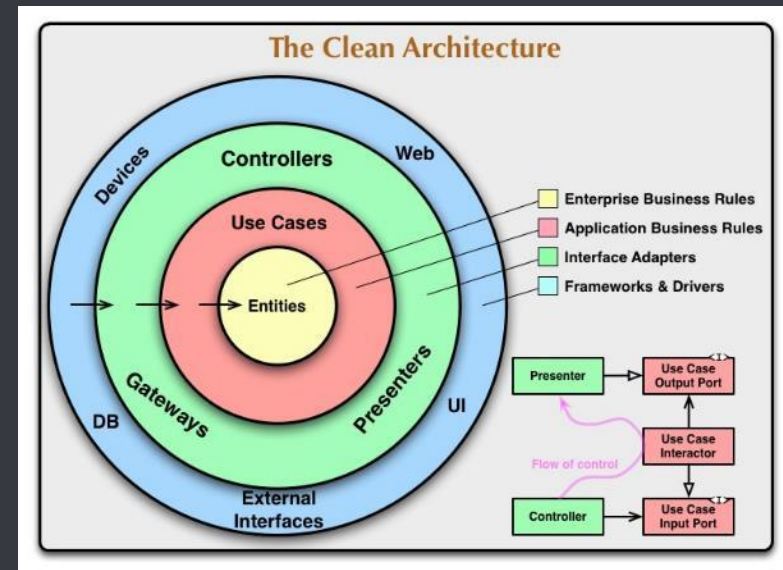 The Clean Architecture
Devices
Web
Controllers
Use Cases
Entities
Gateways
Presenters
DB
UI
External
Interfaces
Enterprise Business Rules
Application Business Rules
Interface Adapters
Frameworks & Drivers
Presenter
Use Case
Output Port
<I>
Use Case
Interactor
Flow of control
Controller
Use Case
Input Port
<I>